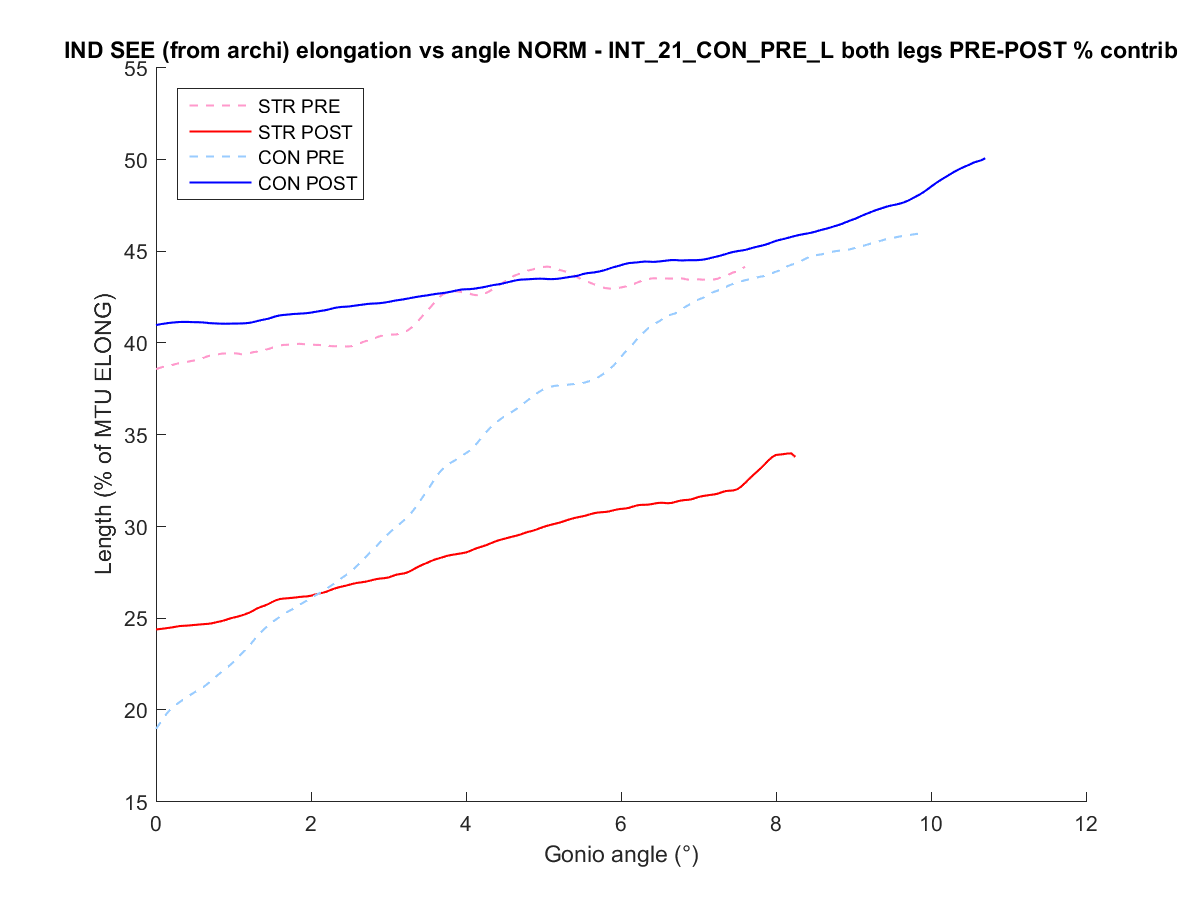 IND SEE (from archi) elongation vs angle NORM - INT_21_CON_PRE_L both legs PRE-POST % contrib
55
50
45
40
35
30
25
20
15
Length (% of MTU ELONG)
STR PRE
STR POST
CON PRE
CON POST
0 2 4 6 8 10 12
Gonio angle (°)